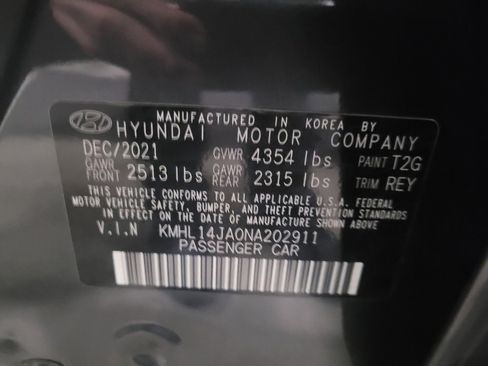 MANUFACTURED IN KOREA BY
HYUNDAI MOTOR COMPANY
DEC/2021 GVWR 4354 lbs PAINT T2G
GAWR FRONT 2513 lbs GAWR REAR 2315 lbs TRIM REY
THIS VEHICLE CONFORMS TO ALL APPLICABLE U.S.A. FEDERAL
MOTOR VEHICLE SAFETY, BUMPER, AND THEFT PREVENTION STANDARDS
IN EFFECT ON THE DATE OF MANUFACTURE SHOWN ABOVE
V.I.N KMHL14JA0NA202911
PASSENGER CAR